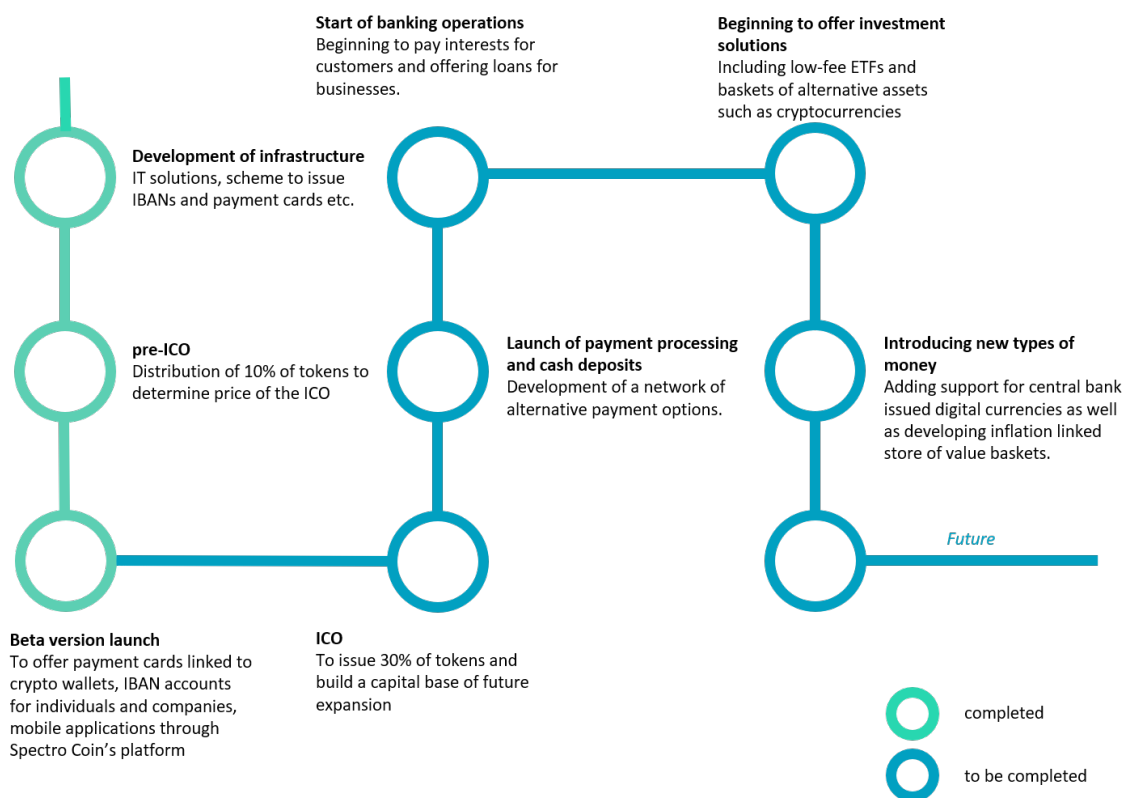 Start of banking operations
Beginning to pay interests for
customers and offering loans for
businesses.
Beginning to offer investment
solutions
Including low-fee ETFs and
baskets of alternative assets
such as cryptocurrencies
Development of infrastructure
IT solutions, scheme to issue
IBANs and payment cards etc.
pre-ICO
Distribution of 10% of tokens to
determine price of the ICO
Launch of payment processing
and cash deposits
Development of a network of
alternative payment options.
Introducing new types of
money
Adding support for central bank
issued digital currencies as well
as developing inflation linked
store of value baskets.
Future
Beta version launch
To offer payment cards linked to
crypto wallets, IBAN accounts
for individuals and companies,
mobile applications through
Spectro Coin's platform
ICO
To issue 30% of tokens and
build a capital base of future
expansion
completed
to be completed